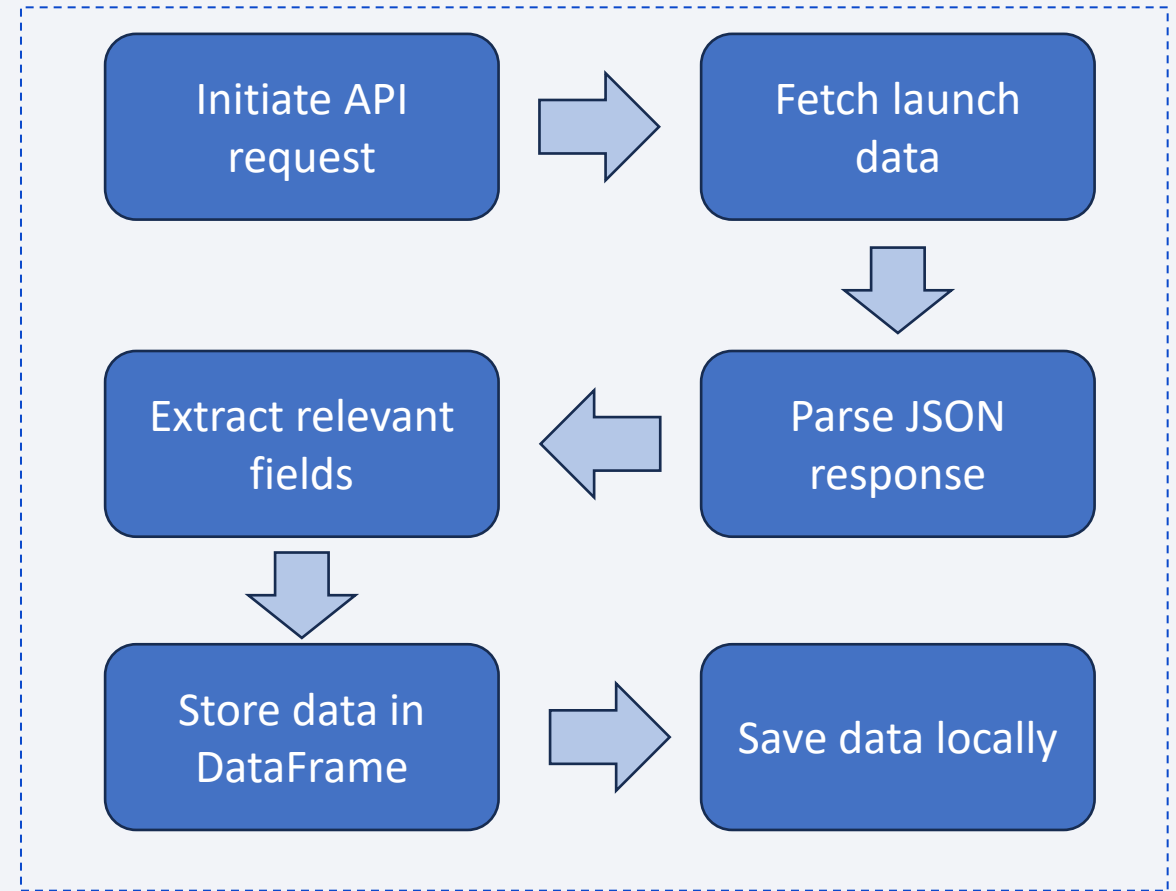 Initiate API
request
Fetch launch
data
Parse JSON
response
Extract relevant
fields
Store data in
DataFrame
Save data locally